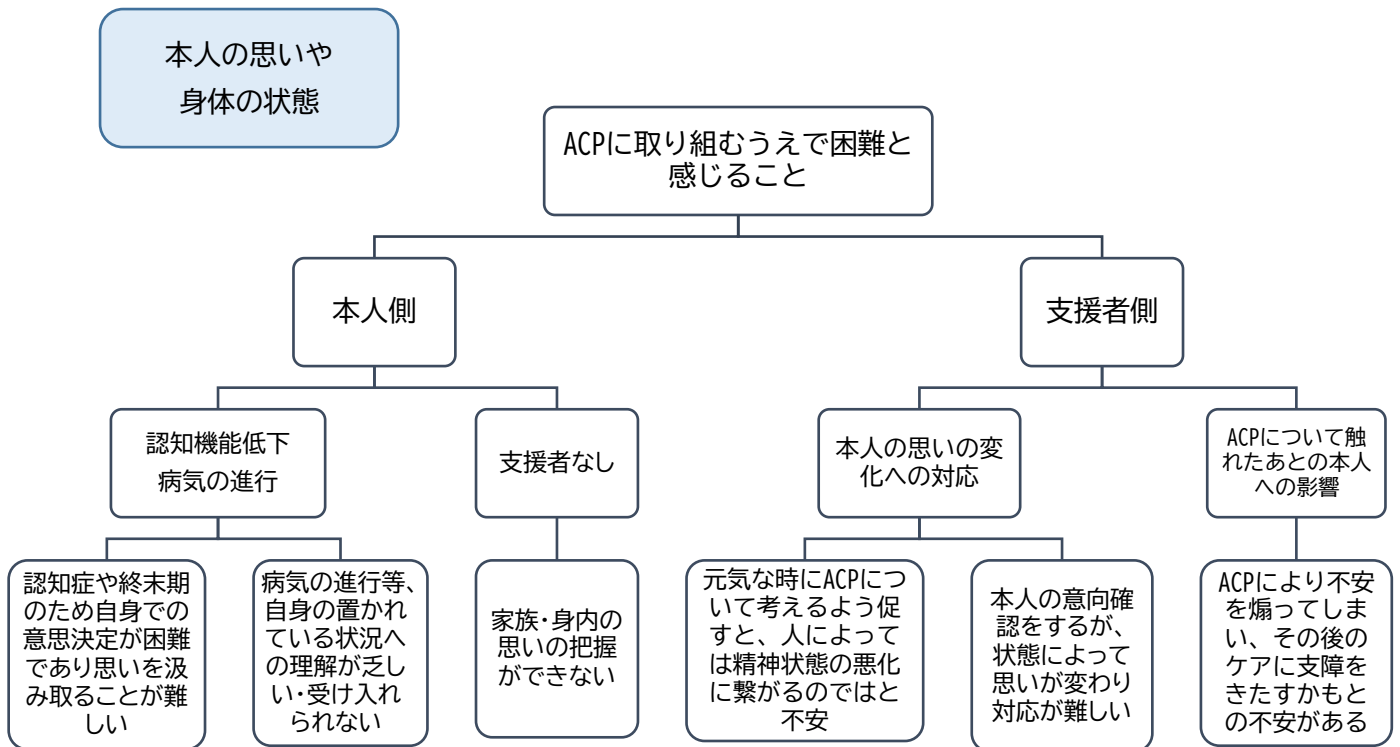 本人の思いや
身体の状態
ACPに取り組むうえで困難と
感じること
本人側
支援者側
認知機能低下
病気の進行
支援者なし
本人の思いの変
化への対応
ACPについて触
れたあとの本人
への影響
認知症や終末期
のため自身での
意思決定が困難
であり思いを汲
み取ることが難
しい
病気の進行等、
自身の置かれ
ている状況へ
の理解が乏し
い・受け入れ
られない
家族・身内の
思いの把握
ができない
元気な時にACPにつ
いて考えるよう促
すと、人によって
は精神状態の悪化
に繋がるのではと
不安
本人の意向確
認をするが、
状態によって
思いが変わり
対応が難しい
ACPにより不安
を煽ってしま
い、その後の
ケアに支障を
きたすかもと
の不安がある